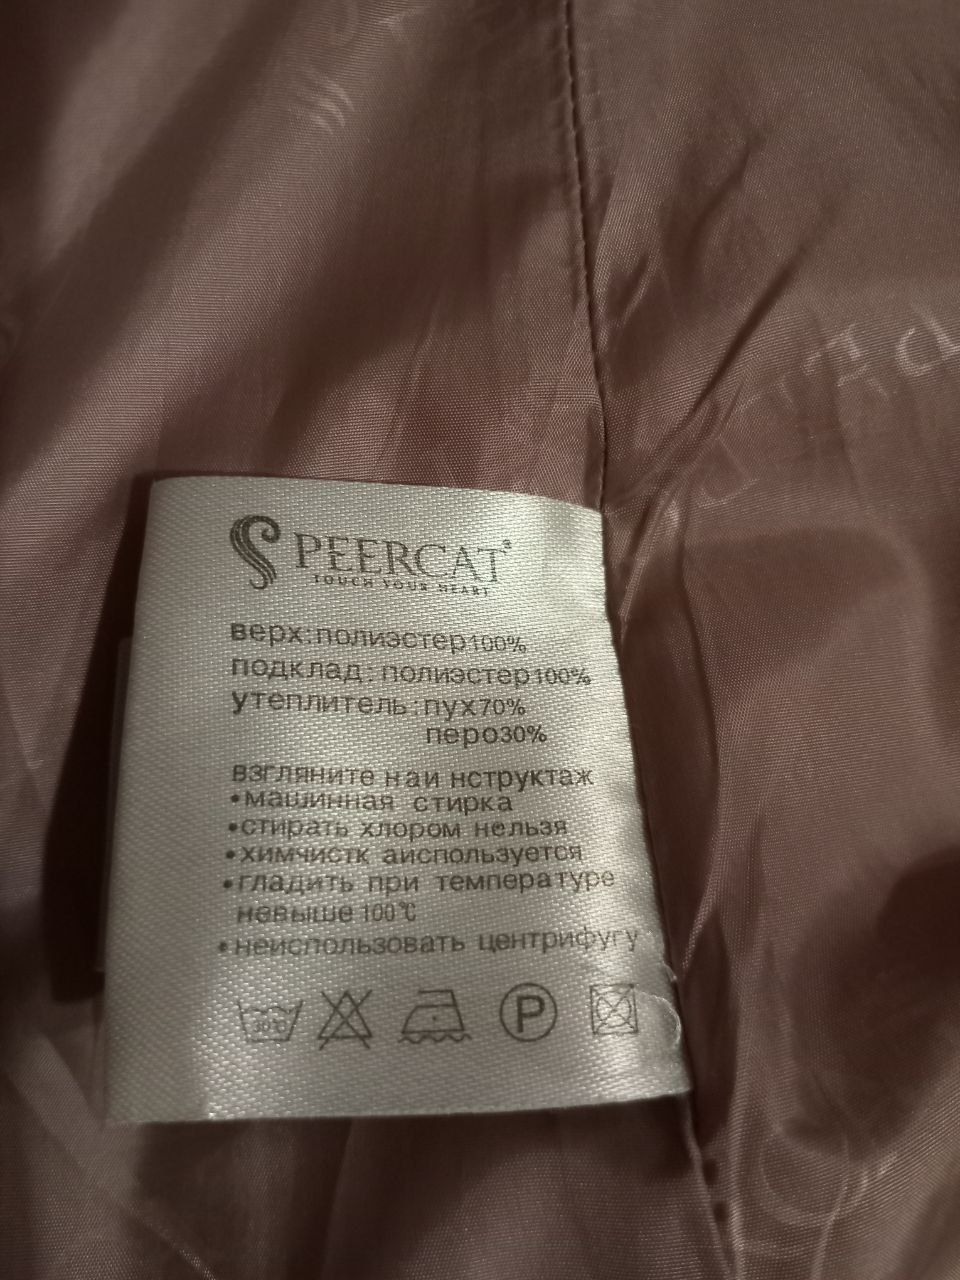 SPEERCAT®
TOUCH YOUR HEART
верх:полиэстер100%
подклад:полиэстер100%
утеплитель:пух70%
перо30%
взгляните наи нструктаж
•машинная стирка
•стирать хлором нельзя
•химчистк аиспользуется
•гладить при температуре
невыше 100℃
•неиспользовать центрифугу
30℃
P